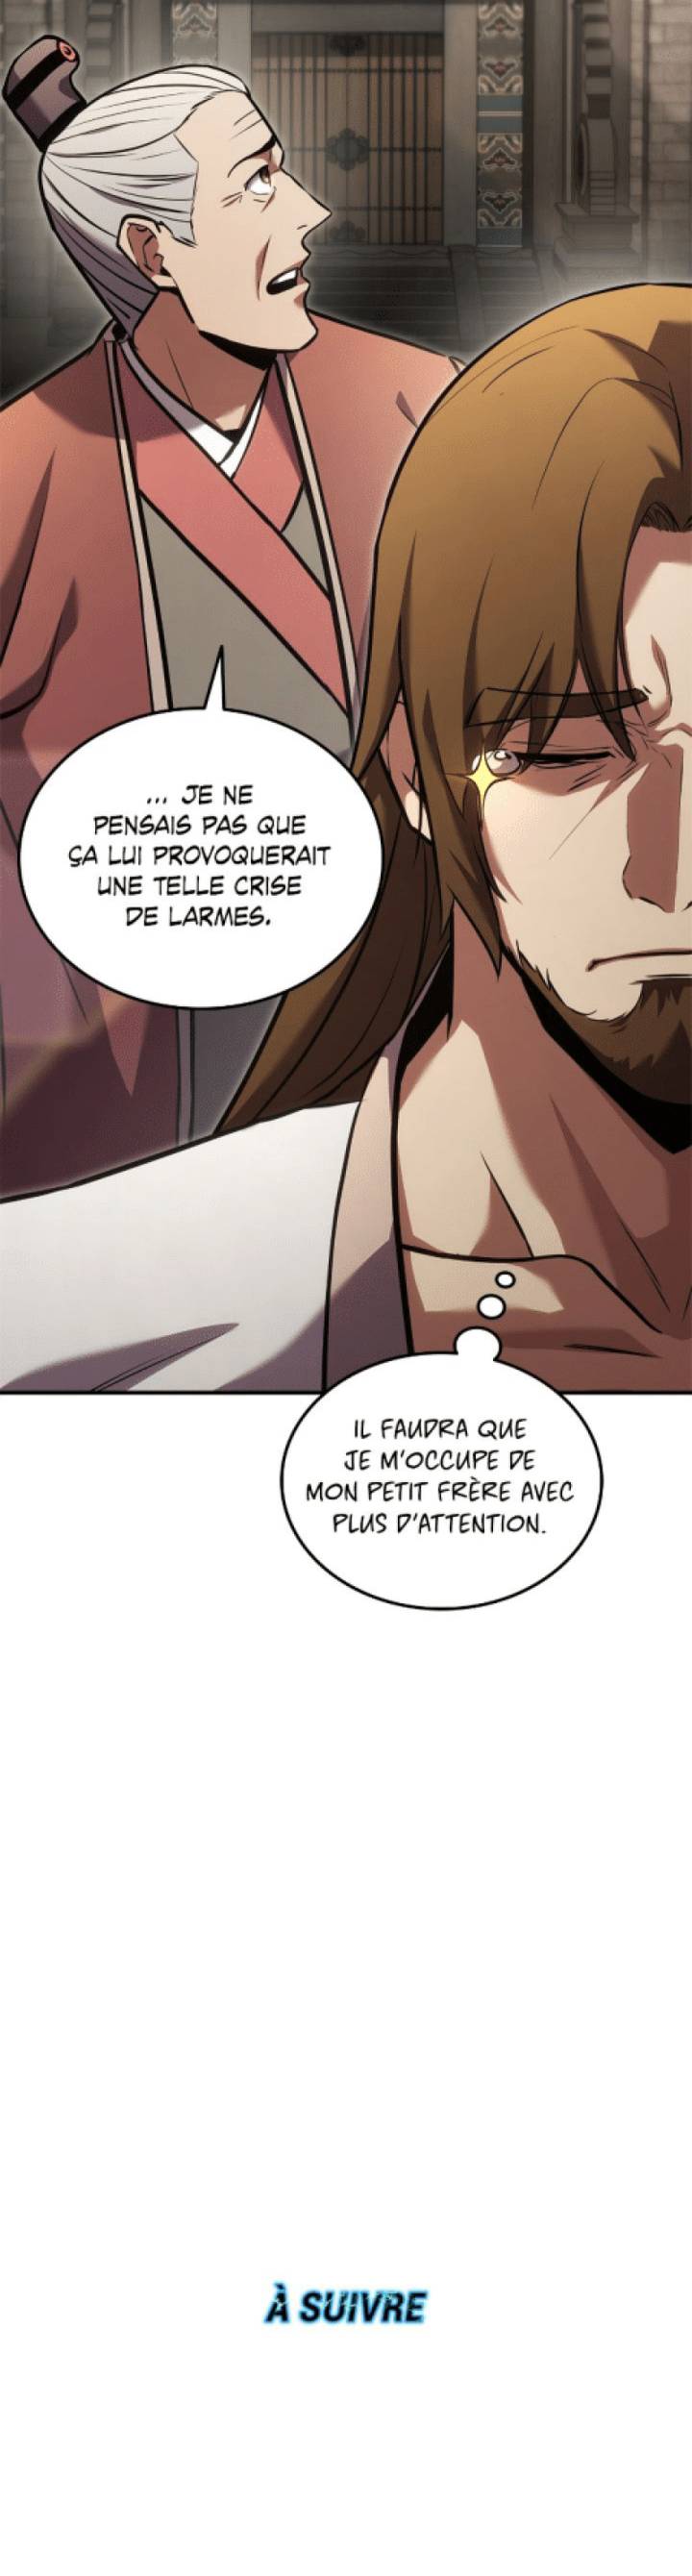 ... JE NE
PENSAIS PAS QUE
ÇA LUI PROVOQUERAIT
UNE TELLE CRISE
DE LARMES.
IL FAUDRA QUE
JE M'OCCUPE DE
MON PETIT FRÈRE AVEC
PLUS D'ATTENTION.
À SUIVRE